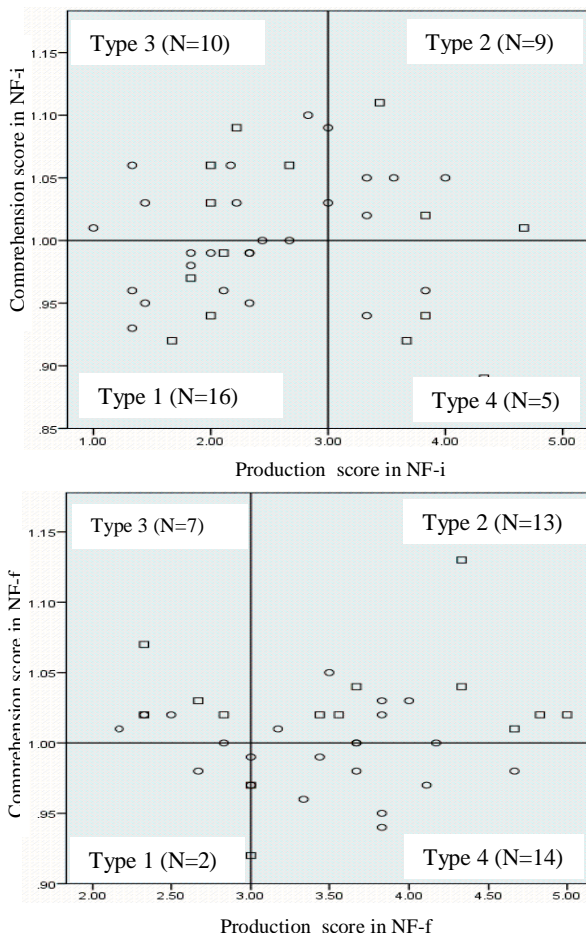 Type 3 (N=10)
Type 2 (N=9)
Type 1 (N=16)
Type 4 (N=5)
Comprehension score in NF-i
1.15
1.10
1.05
1.00
.95
.90
.85
1.00 2.00 3.00 4.00 5.00
Production score in NF-i
Type 3 (N=7)
Type 2 (N=13)
Type 1 (N=2)
Type 4 (N=14)
Comprehension score in NF-f
1.15
1.10
1.05
1.00
.95
.90
2.00 2.50 3.00 3.50 4.00 4.50 5.00
Production score in NF-f